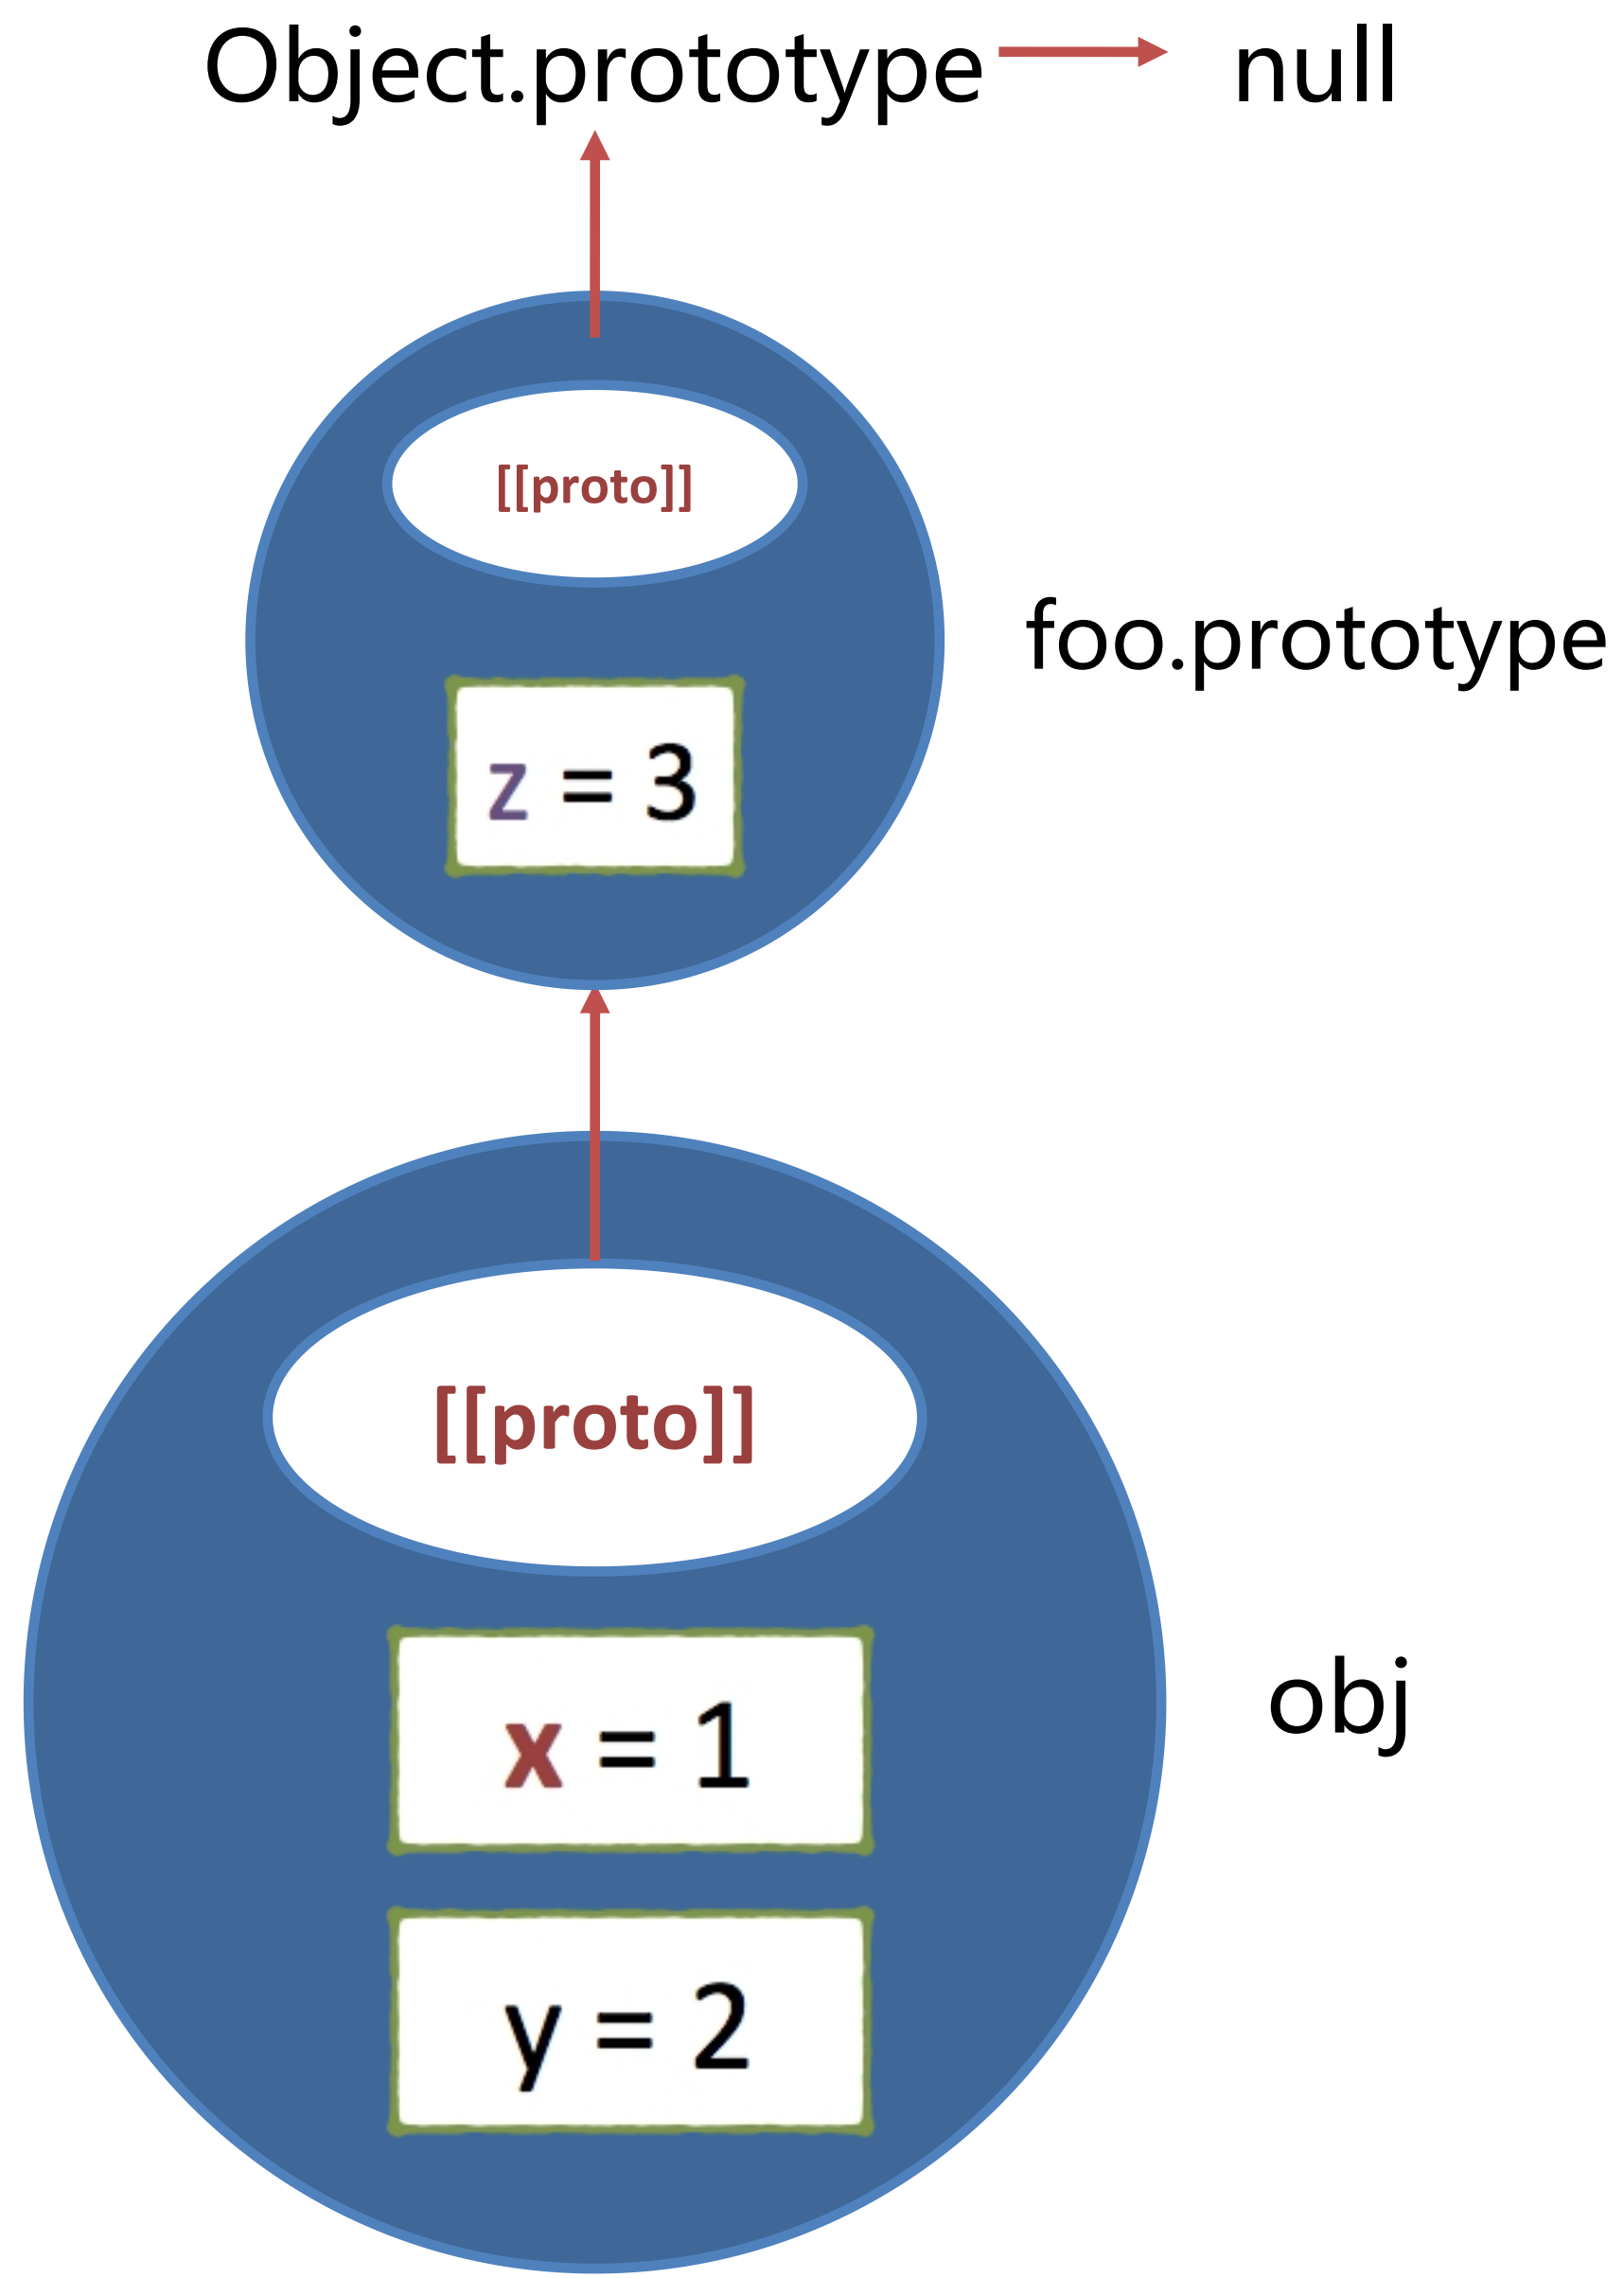 Object.prototype
null
[[proto]]
foo.prototype
z = 3
[[proto]]
obj
x = 1
y = 2